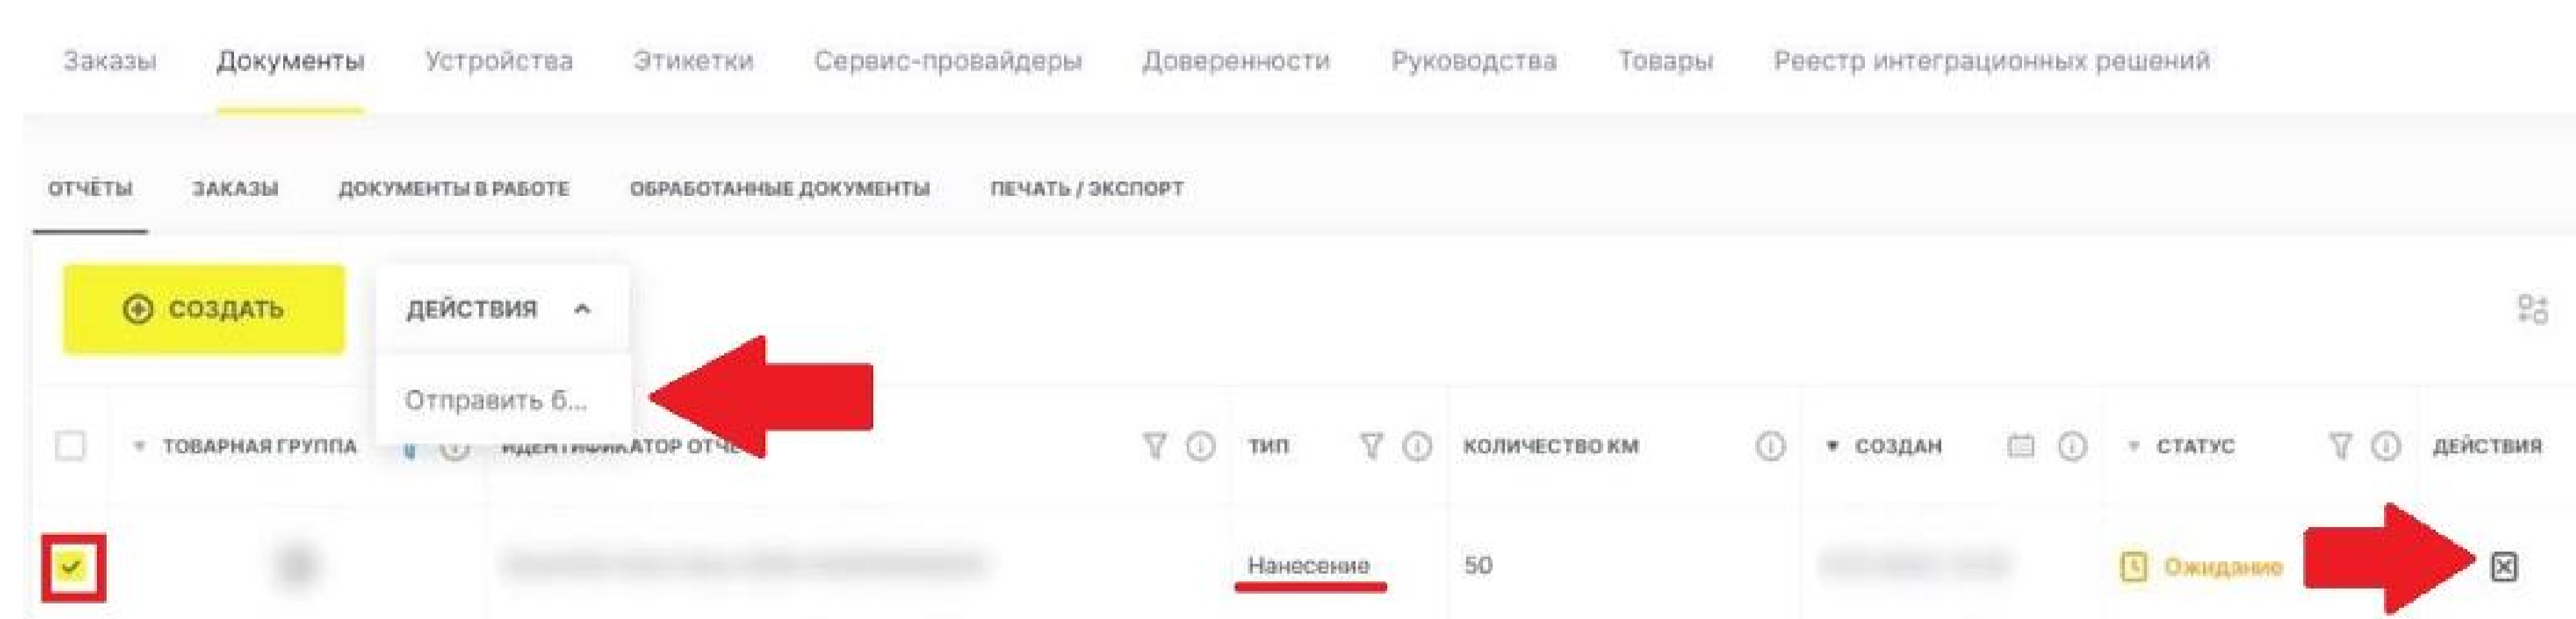 Заказы Документы Устройства Этикетки Сервис-провайдеры Доверенности Руководства Товары Реестр интеграционных решений
ОТЧЁТЫ ЗАКАЗЫ ДОКУМЕНТЫ В РАБОТЕ ОБРАБОТАННЫЕ ДОКУМЕНТЫ ПЕЧАТЬ / ЭКСПОРТ
СОЗДАТЬ ДЕЙСТВИЯ
Отправить б...
ТОВАРНАЯ ГРУППА ИДЕНТИФИКАТОР ТИП КОЛИЧЕСТВО КМ СОЗДАН СТАТУС ДЕЙСТВИЯ
Нанесение 50 Ожидание